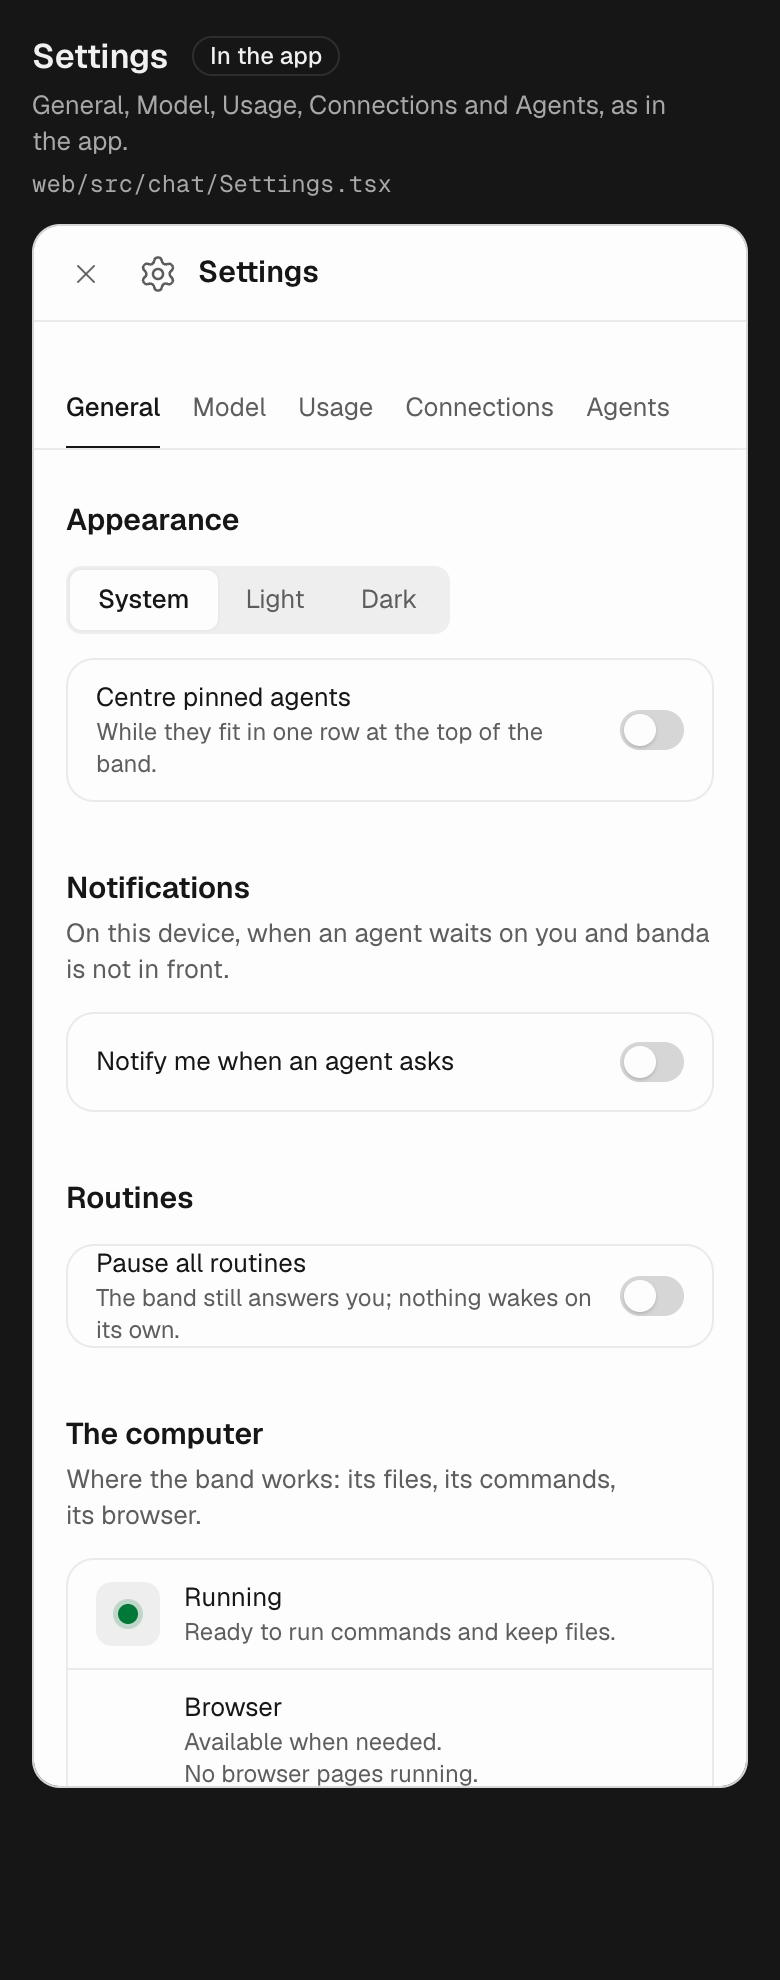 Settings
In the app
General, Model, Usage, Connections and Agents, as in
the app.
web/src/chat/Settings.tsx
Settings
General
Model
Usage
Connections
Agents
Appearance
System
Light
Dark
Centre pinned agents
While they fit in one row at the top of the
band.
Notifications
On this device, when an agent waits on you and banda
is not in front.
Notify me when an agent asks
Routines
Pause all routines
The band still answers you; nothing wakes on
its own.
The computer
Where the band works: its files, its commands,
its browser.
Running
Ready to run commands and keep files.
Browser
Available when needed.
No browser pages running.